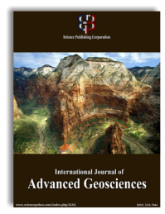 Science Publishing Corporation
International Journal of
Advanced Geosciences